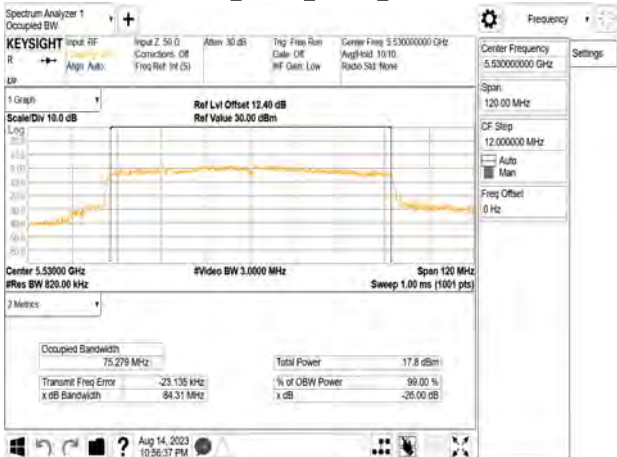 Spectrum Analyzer 1
Occupied BW
+
Frequency
KEYSIGHT
Input: RF
R
Align: Auto
Input Z: 50 Ω
Corrections: Off
Freq Ref: Int (S)
Atten: 30 dB
Trig: Free Run
Gate: Off
#IF Gain: Low
Center Freq: 5.530000000 GHz
Avg|Hold: 10/10
Radio Std: None
Center Frequency
5.530000000 GHz
Settings
Span
120.00 MHz
CF Step
12.000000 MHz
Auto
Man
Freq Offset
0 Hz
1 Graph
Scale/Div 10.0 dB
Log
Ref Lvl Offset 12.40 dB
Ref Value 30.00 dBm
20.0
10.0
0.00
Center 5.53000 GHz
#Res BW 820.00 kHz
#Video BW 3.0000 MHz
Span 120 MHz
Sweep 1.00 ms (1001 pts)
2 Metrics
Occupied Bandwidth
75.279 MHz
Total Power
17.8 dBm
Transmit Freq Error
-23.135 kHz
% of OBW Power
99.00 %
x dB Bandwidth
84.31 MHz
x dB
-26.00 dB
?
Aug 14, 2023
10:56:37 PM